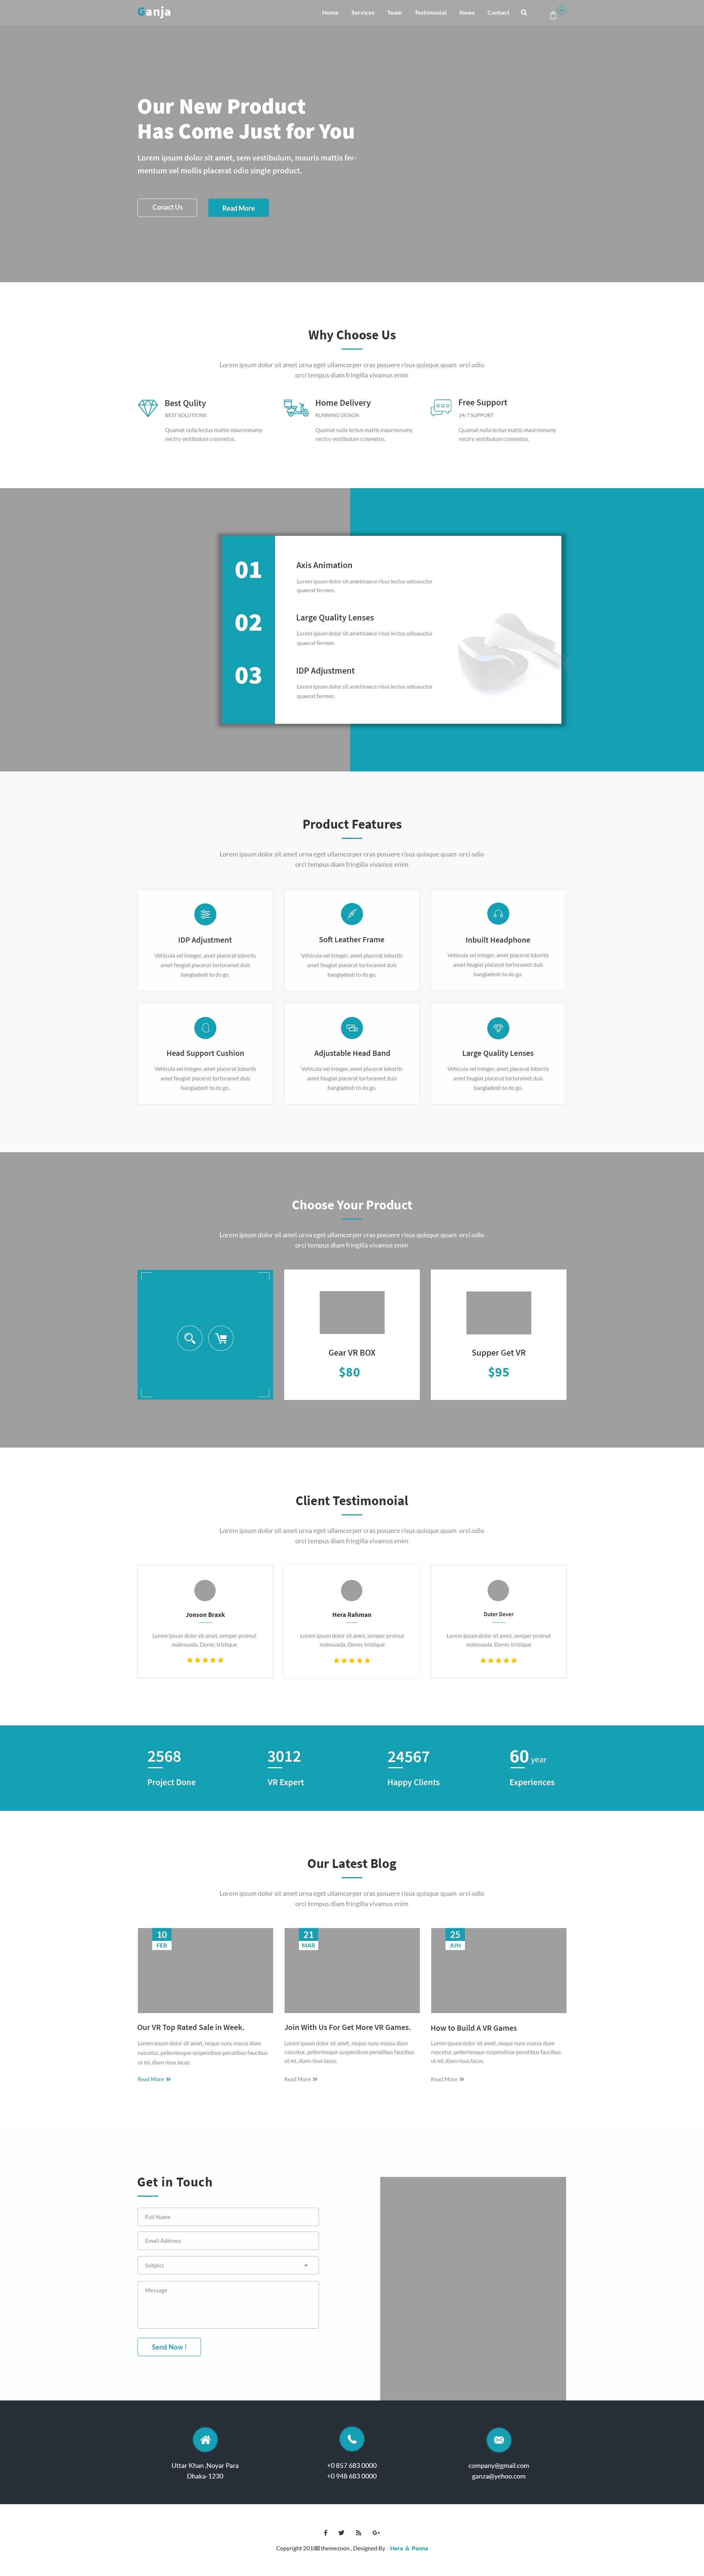 Ganja
Home Services Team Testimonial News Contact
Our New Product
Has Come Just for You
Lorem ipsum dolor sit amet, sem vestibulum, mauris mattis fer-
mentum vel mollis placerat odio single product.
Conact Us Read More
Why Choose Us
Lorem ipsum dolor sit amet urna eget ullamcorper cras posuere risus quisque quam orci odio
orci tempus diam fringilla vivamus enim
Best Qulity
BEST SOLUTIONS
Quamat nulla lectus mattis maurnonumy
nectry vestibulum crasmetus.
Home Delivery
RUNNING DESIGN
Quamat nulla lectus mattis maurnonumy
nectry vestibulum crasmetus.
Free Support
24/7 SUPPORT
Quamat nulla lectus mattis maurnonumy
nectry vestibulum crasmetus.
01
Axis Animation
Lorem ipsum dolor sit ametmaece risus lectus odioauctor
quaerat fermen.
02
Large Quality Lenses
Lorem ipsum dolor sit ametmaece risus lectus odioauctor
quaerat fermen.
03
IDP Adjustment
Lorem ipsum dolor sit ametmaece risus lectus odioauctor
quaerat fermen.
Product Features
Lorem ipsum dolor sit amet urna eget ullamcorper cras posuere risus quisque quam orci odio
orci tempus diam fringilla vivamus enim
IDP Adjustment
Vehicula vel integer, amet placerat lobortis
amet feugiat placerat tortoramet duis
bangladesh to do go.
Soft Leather Frame
Vehicula vel integer, amet placerat lobortis
amet feugiat placerat tortoramet duis
bangladesh to do go.
Inbuilt Headphone
Vehicula vel integer, amet placerat lobortis
amet feugiat placerat tortoramet duis
bangladesh to do go.
Head Support Cushion
Vehicula vel integer, amet placerat lobortis
amet feugiat placerat tortoramet duis
bangladesh to do go.
Adjustable Head Band
Vehicula vel integer, amet placerat lobortis
amet feugiat placerat tortoramet duis
bangladesh to do go.
Large Quality Lenses
Vehicula vel integer, amet placerat lobortis
amet feugiat placerat tortoramet duis
bangladesh to do go.
Choose Your Product
Lorem ipsum dolor sit amet urna eget ullamcorper cras posuere risus quisque quam orci odio
orci tempus diam fringilla vivamus enim
Gear VR BOX
$80
Supper Get VR
$95
Client Testimonoial
Lorem ipsum dolor sit amet urna eget ullamcorper cras posuere risus quisque quam orci odio
orci tempus diam fringilla vivamus enim
Jonson Braxk
Lorem ipsum dolor sit amet, semper proinut
malesuada. Donec tristique
Hera Rahman
Lorem ipsum dolor sit amet, semper proinut
malesuada. Donec tristique
Duter Dever
Lorem ipsum dolor sit amet, semper proinut
malesuada. Donec tristique
2568
Project Done
3012
VR Expert
24567
Happy Clients
60 year
Experiences
Our Latest Blog
Lorem ipsum dolor sit amet urna eget ullamcorper cras posuere risus quisque quam orci odio
orci tempus diam fringilla vivamus enim
10
FEB
Our VR Top Rated Sale in Week.
Lorem ipsum dolor sit amet, neque nunc massa diam
nascetur, pellentesque suspendisse penatibus faucibus
ut mi, diam risus lacus.
Read More »
21
MAR
Join With Us For Get More VR Games.
Lorem ipsum dolor sit amet, neque nunc massa diam
nascetur, pellentesque suspendisse penatibus faucibus
ut mi, diam risus lacus.
Read More »
25
JUN
How to Build A VR Games
Lorem ipsum dolor sit amet, neque nunc massa diam
nascetur, pellentesque suspendisse penatibus faucibus
ut mi, diam risus lacus.
Read More »
Get in Touch
Full Name
Email Address
Subject
Message
Send Now !
Uttar Khan ,Noyar Para
Dhaka-1230
+0 857 683 0000
+0 948 683 0000
company@gmail.com
ganza@yehoo.com
Copyright 2018 themezoon , Designed By : Hera & Panna